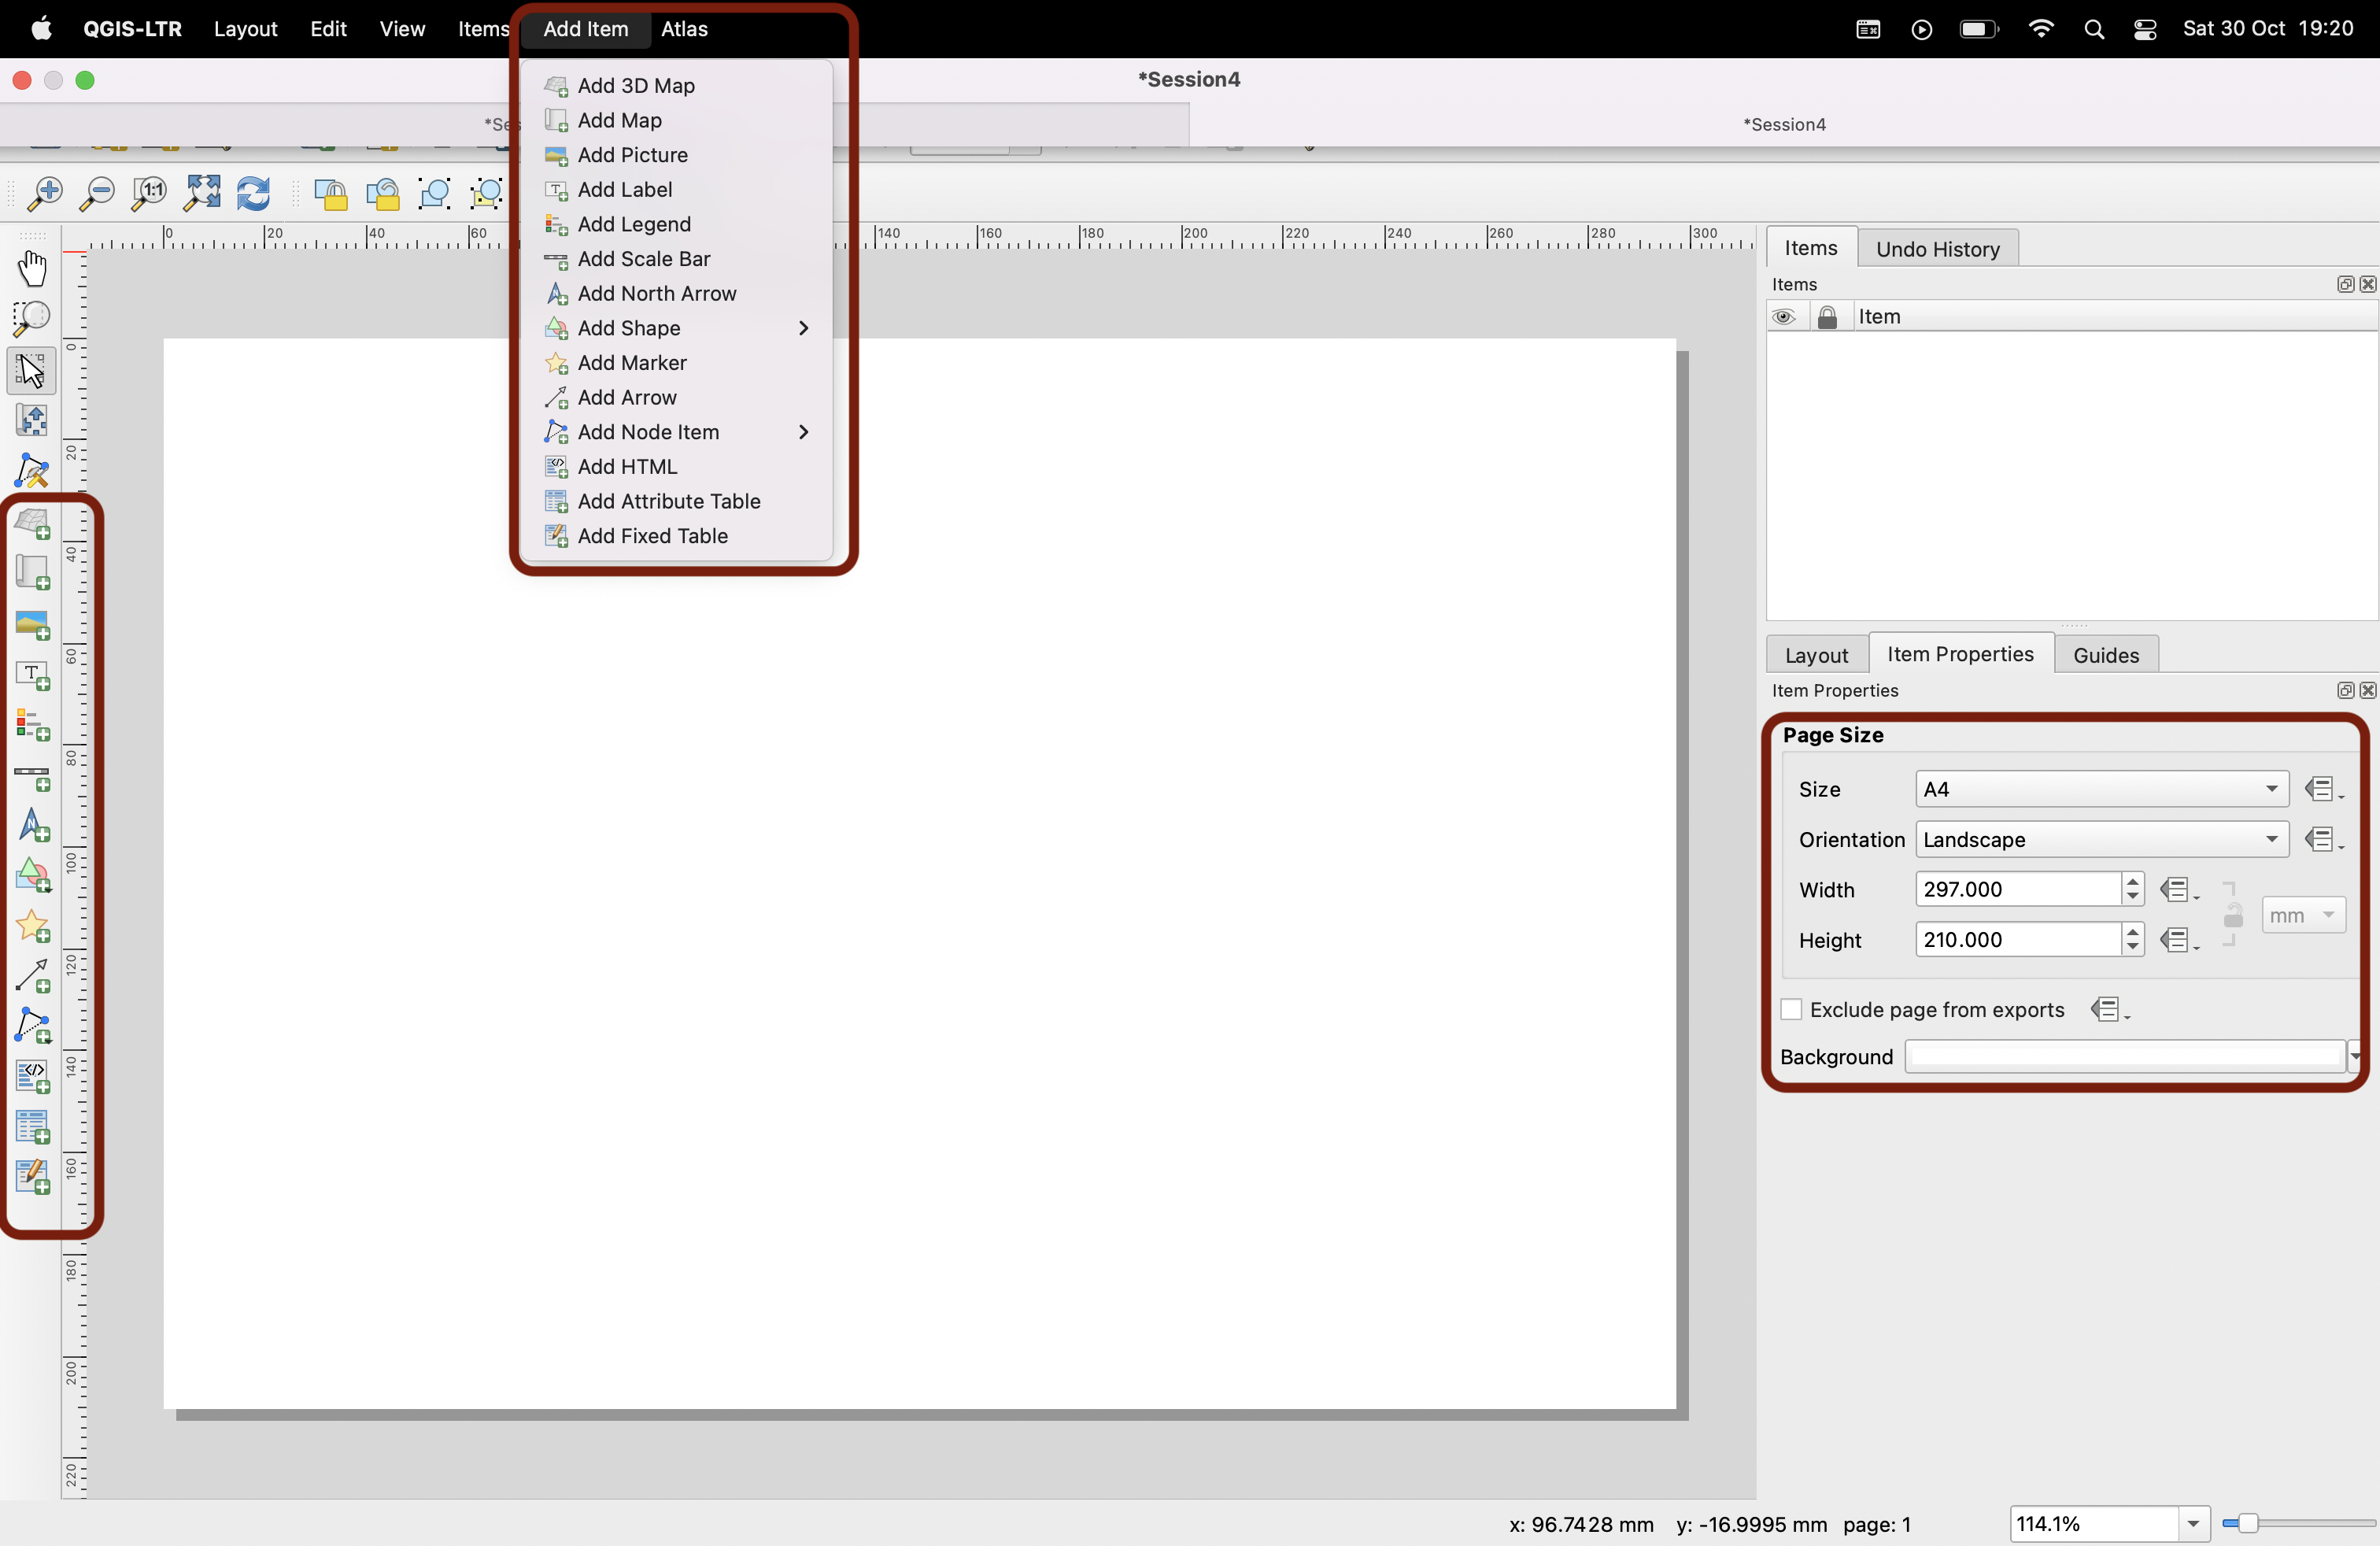 QGIS-LTR Layout Edit View Items Add Item Atlas Sat 30 Oct 19:20
*Session4
*Ses
*Session4
Add 3D Map
Add Map
Add Picture
Add Label
Add Legend
Add Scale Bar
Add North Arrow
Add Shape
Add Marker
Add Arrow
Add Node Item
Add HTML
Add Attribute Table
Add Fixed Table
1:1
0 20 40 60 140 160 180 200 220 240 260 280 300
0
20
40
60
80
100
120
140
160
180
200
220
Items Undo History
Items
Item
Layout Item Properties Guides
Item Properties
Page Size
Size A4
Orientation Landscape
Width 297.000
mm
Height 210.000
Exclude page from exports
Background
x: 96.7428 mm y: -16.9995 mm page: 1 114.1%